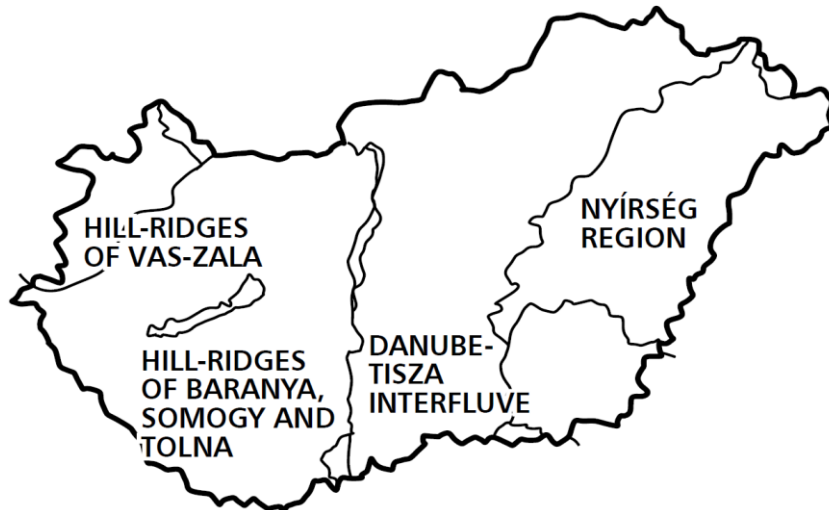 HILL-RIDGES
OF VAS-ZALA
NYÍRSÉG
REGION
HILL-RIDGES
OF BARANYA,
SOMOGY AND
TOLNA
DANUBE-
TISZA
INTERFLUVE